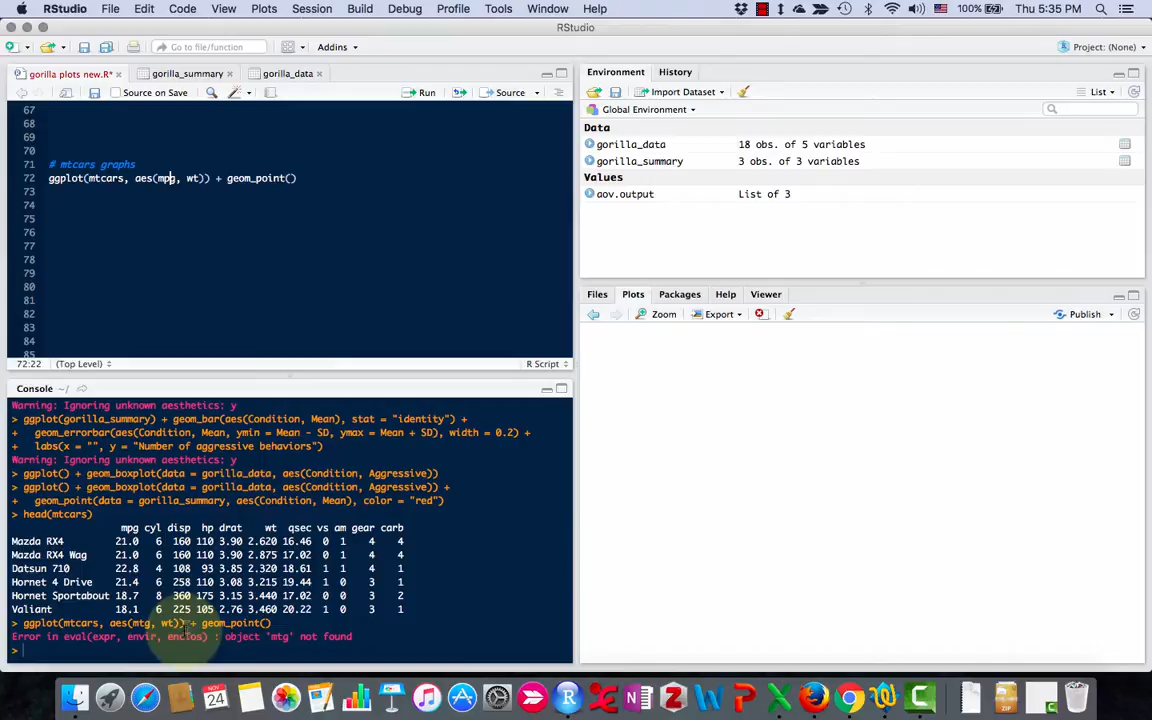 RStudio File Edit Code View Plots Session Build Debug Profile Tools Window Help 100% Thu 5:35 PM
RStudio
Go to file/function Addins Project: (None)
gorilla plots new.R* gorilla_summary gorilla_data
Source on Save Run Source
67
68
69
70
71 # mtcars graphs
72 ggplot(mtcars, aes(mpg, wt)) + geom_point()
73
74
75
76
77
78
79
80
81
82
83
84
85
72:22 (Top Level) R Script
Console ~/
Warning: Ignoring unknown aesthetics: y
> ggplot(gorilla_summary) + geom_bar(aes(Condition, Mean), stat = "identity") +
+ geom_errorbar(aes(Condition, Mean, ymin = Mean - SD, ymax = Mean + SD), width = 0.2) +
+ labs(x = "", y = "Number of aggressive behaviors")
Warning: Ignoring unknown aesthetics: y
> ggplot() + geom_boxplot(data = gorilla_data, aes(Condition, Aggressive))
> ggplot() + geom_boxplot(data = gorilla_data, aes(Condition, Aggressive)) +
+ geom_point(data = gorilla_summary, aes(Condition, Mean), color = "red")
> head(mtcars)
mpg cyl disp hp drat wt qsec vs am gear carb
Mazda RX4 21.0 6 160 110 3.90 2.620 16.46 0 1 4 4
Mazda RX4 Wag 21.0 6 160 110 3.90 2.875 17.02 0 1 4 4
Datsun 710 22.8 4 108 93 3.85 2.320 18.61 1 1 4 1
Hornet 4 Drive 21.4 6 258 110 3.08 3.215 19.44 1 0 3 1
Hornet Sportabout 18.7 8 360 175 3.15 3.440 17.02 0 0 3 2
Valiant 18.1 6 225 105 2.76 3.460 20.22 1 0 3 1
> ggplot(mtcars, aes(mtg, wt)) + geom_point()
Error in eval(expr, envir, enclos) : object 'mtg' not found
>
Environment History
Import Dataset List
Global Environment
Data
gorilla_data 18 obs. of 5 variables
gorilla_summary 3 obs. of 3 variables
Values
aov.output List of 3
Files Plots Packages Help Viewer
Zoom Export Publish
NOV
24
ZIP